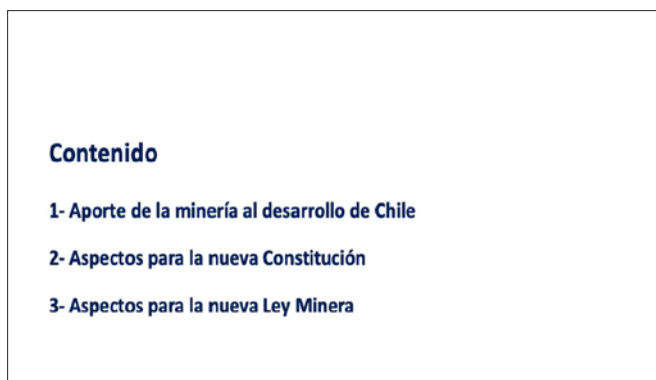 Contenido
1- Aporte de la minería al desarrollo de Chile
2- Aspectos para la nueva Constitución
3- Aspectos para la nueva Ley Minera